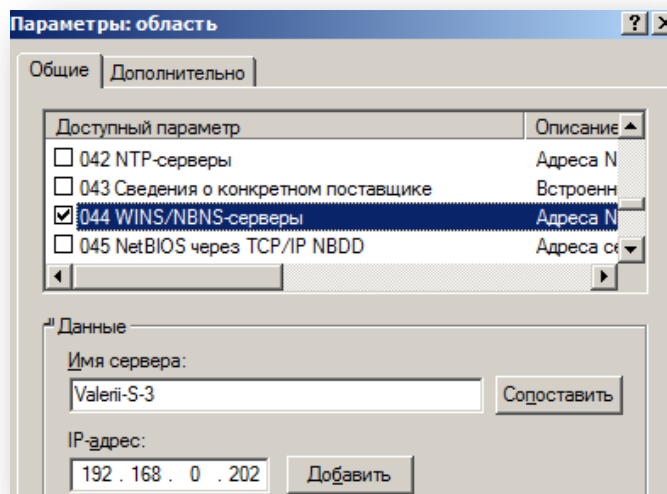 Параметры: область
Общие Дополнительно
Доступный параметр Описание
042 NTP-серверы Адреса N
043 Сведения о конкретном поставщике Встроенн
044 WINS/NBNS-серверы Адреса N
045 NetBIOS через TCP/IP NBDD Адреса се
Данные
Имя сервера:
Valerii-S-3 Сопоставить
IP-адрес:
192 . 168 . 0 . 202 Добавить